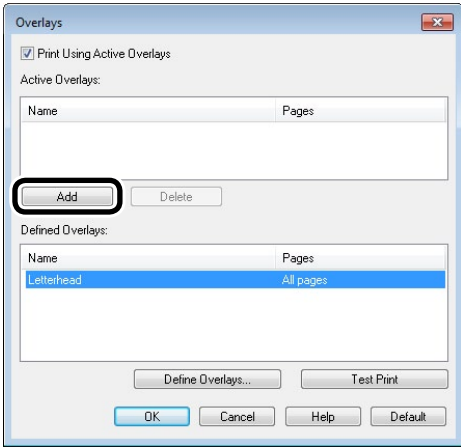 Overlays
Print Using Active Overlays
Active Overlays:
Name Pages
Add Delete
Defined Overlays:
Name Pages
Letterhead All pages
Define Overlays... Test Print
OK Cancel Help Default